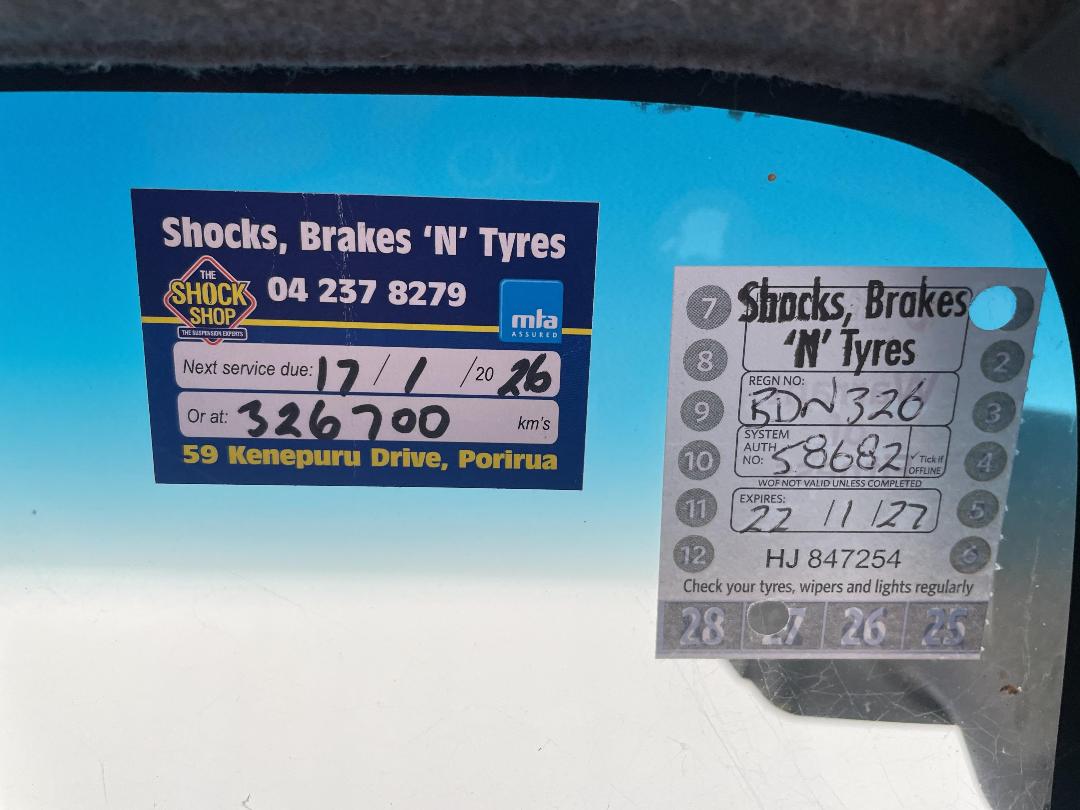 Shocks, Brakes 'N' Tyres
THE
SHOCK
SHOP
THE SUSPENSION EXPERTS
04 237 8279
mta
ASSURED
Next service due: 17 / 1 / 20 26
Or at: 326700 km's
59 Kenepuru Drive, Porirua
Shocks, Brakes
'N' Tyres
7
8
9
10
11
12
2
3
4
5
6
REGN NO:
BDN326
SYSTEM
AUTH
NO: 58682
✓ Tick if
OFFLINE
WOF NOT VALID UNLESS COMPLETED
EXPIRES:
22 / 1 / 27
HJ 847254
Check your tyres, wipers and lights regularly
28 27 26 25